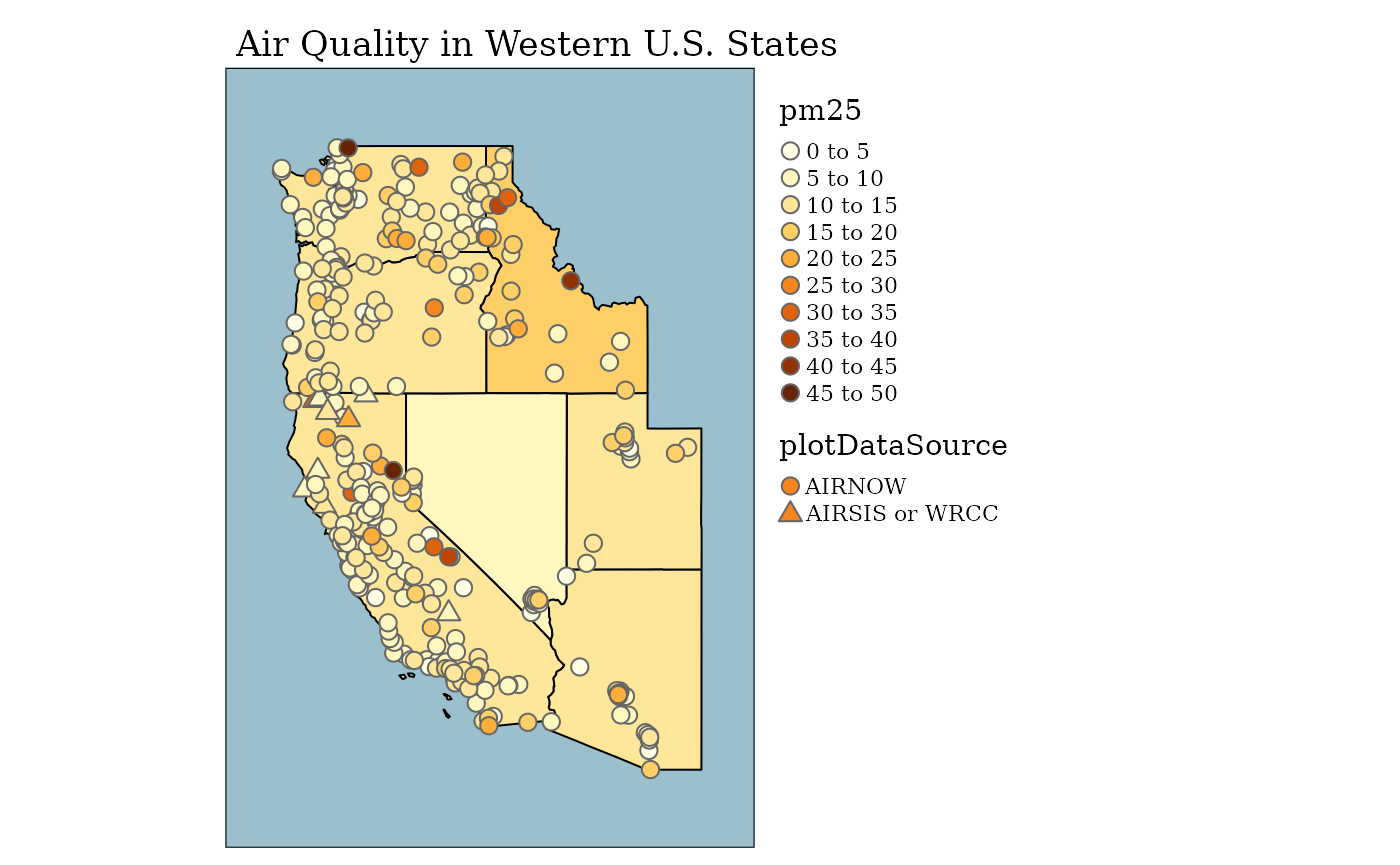 Air Quality in Western U.S. States
pm25
0 to 5
5 to 10
10 to 15
15 to 20
20 to 25
25 to 30
30 to 35
35 to 40
40 to 45
45 to 50
plotDataSource
AIRNOW
AIRSIS or WRCC